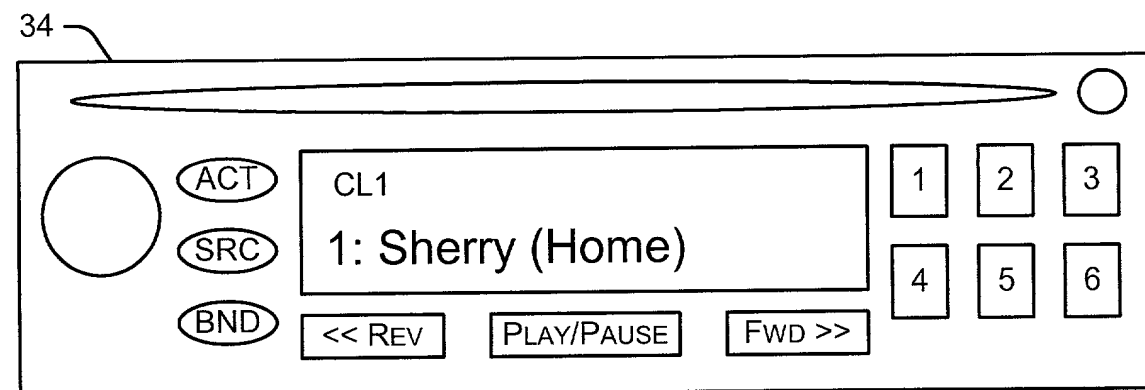 34
ACT
CL1
1
2
3
SRC
1: Sherry (Home)
4
5
6
BND
<< REV
PLAY/PAUSE
FWD >>